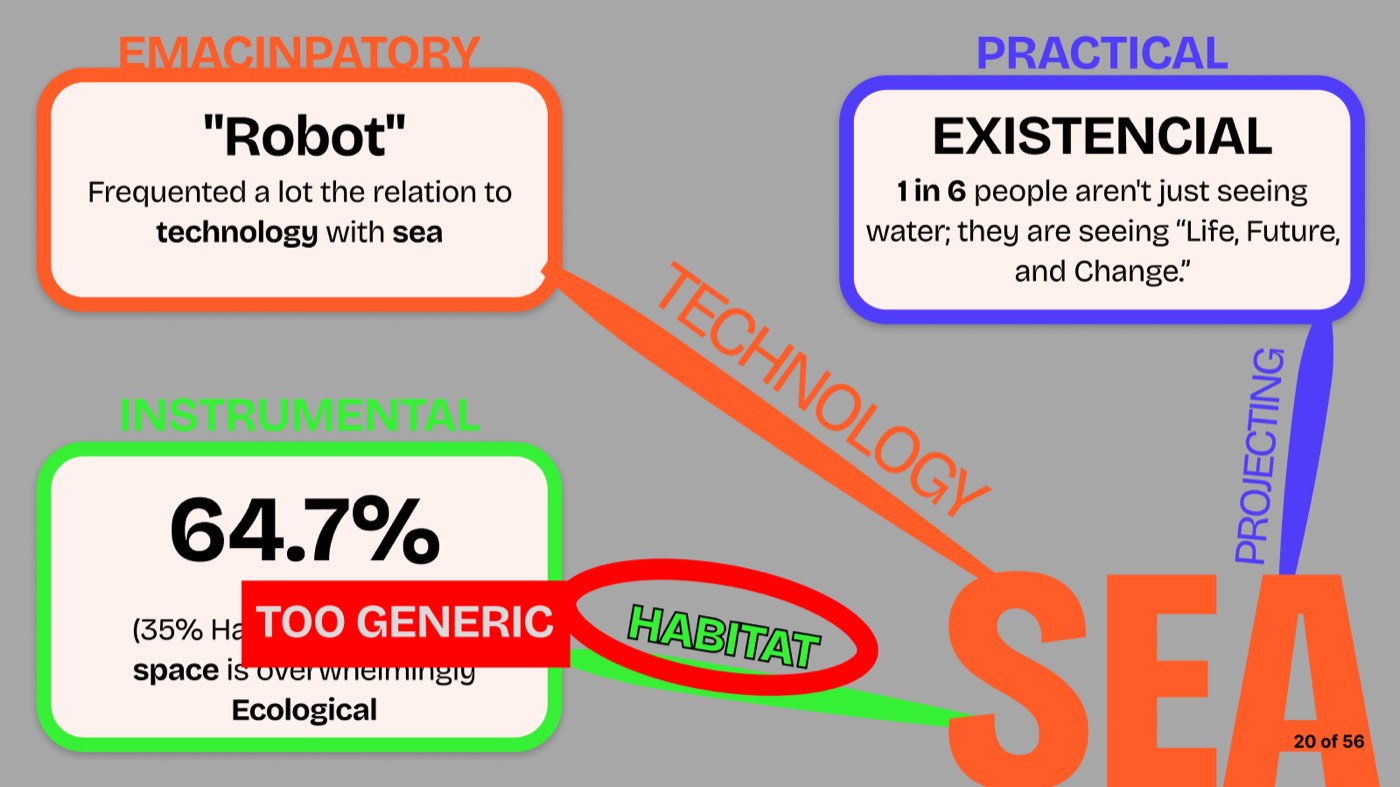 EMACINPATORY
"Robot"
Frequented a lot the relation to
technology with sea
PRACTICAL
EXISTENCIAL
1 in 6 people aren't just seeing
water; they are seeing “Life, Future,
and Change.”
TECHNOLOGY
PROJECTING
INSTRUMENTAL
64.7%
(35%
TOO GENERIC
space is overwhelmingly
Ecological
HABITAT
SEA
20 of 56